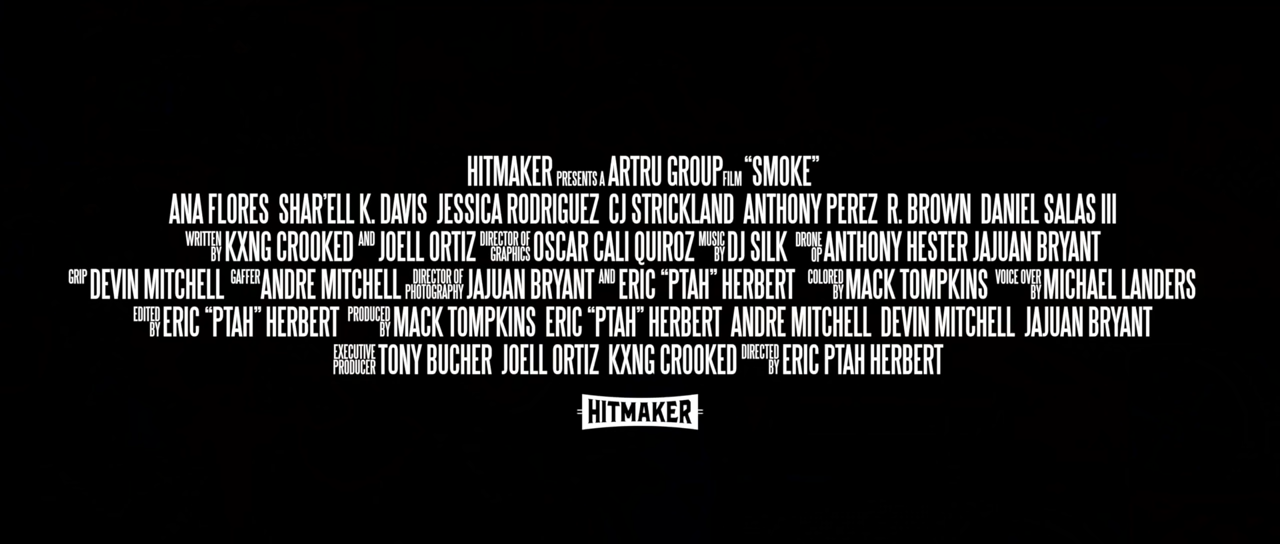 HITMAKER PRESENTS A ARTRU GROUP FILM “SMOKE”
ANA FLORES SHAR'ELL K. DAVIS JESSICA RODRIGUEZ CJ STRICKLAND ANTHONY PEREZ R. BROWN DANIEL SALAS III
WRITTEN BY KXNG CROOKED AND JOELL ORTIZ DIRECTOR OF GRAPHICS OSCAR CALI QUIROZ MUSIC BY DJ SILK DRONE OP ANTHONY HESTER JAJUAN BRYANT
GRIP DEVIN MITCHELL GAFFER ANDRE MITCHELL DIRECTOR OF PHOTOGRAPHY JAJUAN BRYANT AND ERIC “PTAH” HERBERT COLORED BY MACK TOMPKINS VOICE OVER BY MICHAEL LANDERS
EDITED BY ERIC “PTAH” HERBERT PRODUCED BY MACK TOMPKINS ERIC “PTAH” HERBERT ANDRE MITCHELL DEVIN MITCHELL JAJUAN BRYANT
EXECUTIVE PRODUCER TONY BUCHER JOELL ORTIZ KXNG CROOKED DIRECTED BY ERIC PTAH HERBERT
HITMAKER